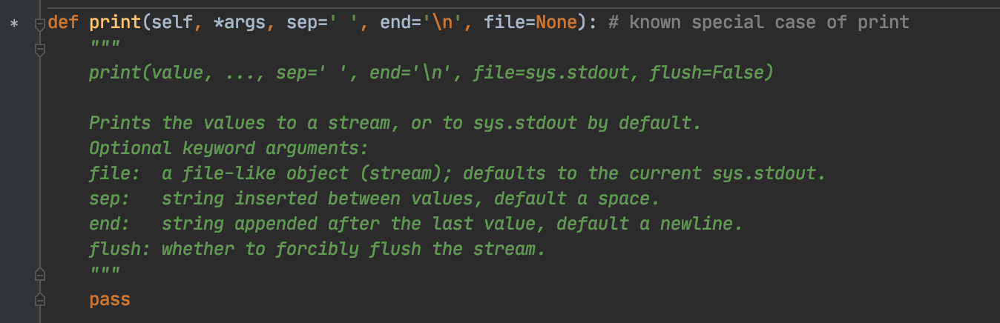 def print(self, *args, sep=' ', end='\n', file=None): # known special case of print
"""
print(value, ..., sep=' ', end='\n', file=sys.stdout, flush=False)
Prints the values to a stream, or to sys.stdout by default.
Optional keyword arguments:
file:  a file-like object (stream); defaults to the current sys.stdout.
sep:   string inserted between values, default a space.
end:   string appended after the last value, default a newline.
flush: whether to forcibly flush the stream.
"""
pass